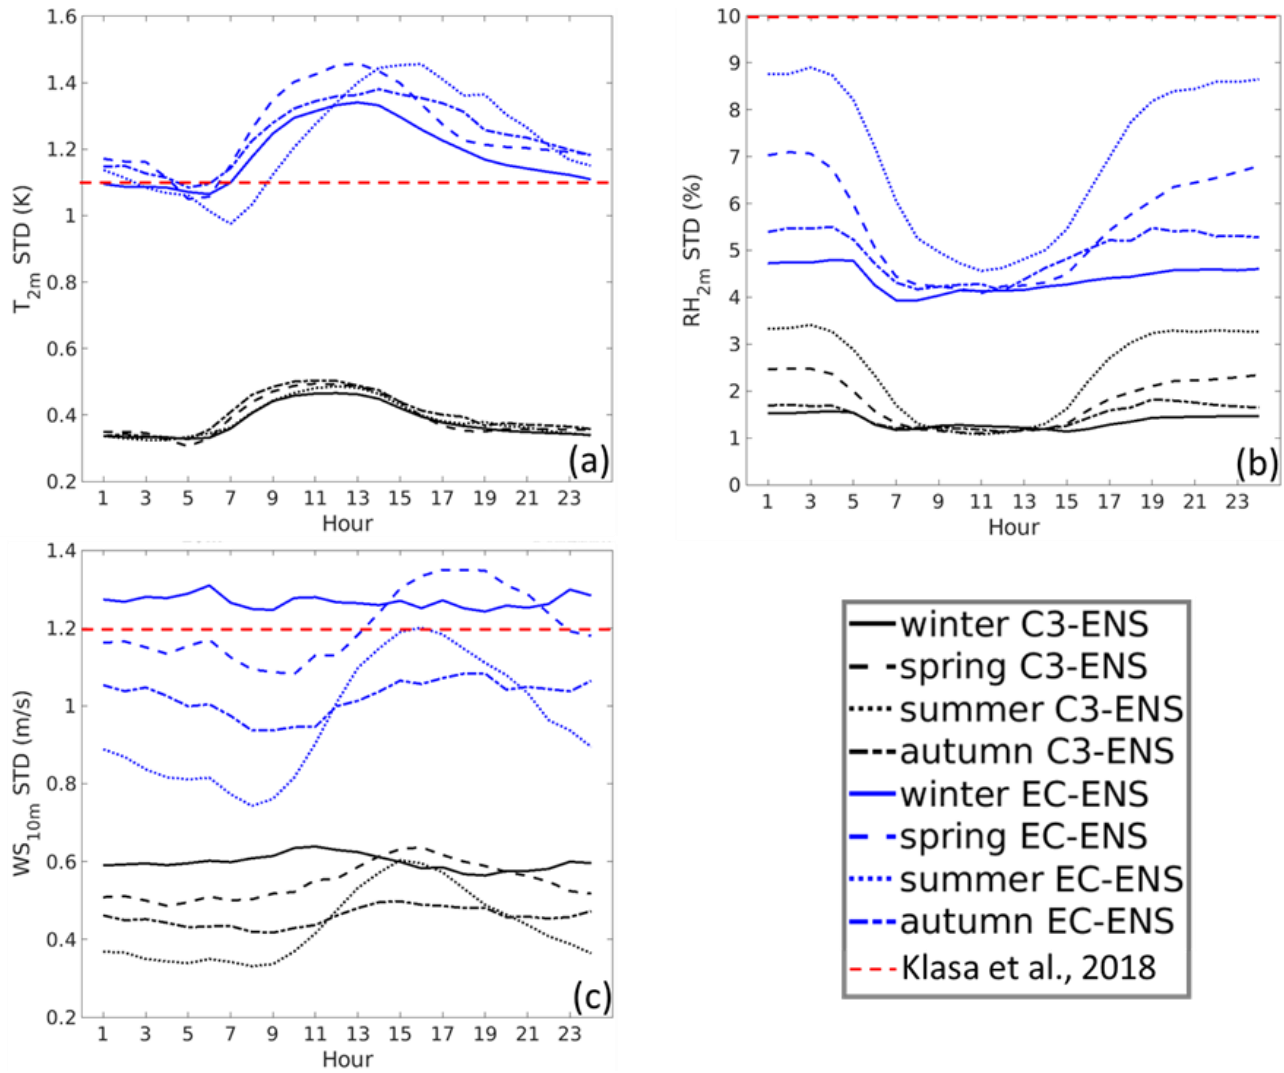 1.6
1.4
1.2
1
0.8
0.6
0.4
0.2
T2m STD (K)
1 3 5 7 9 11 13 15 17 19 21 23
Hour
(a)
10
9
8
7
6
5
4
3
2
1
0
RH2m STD (%)
1 3 5 7 9 11 13 15 17 19 21 23
Hour
(b)
1.4
1.2
1
0.8
0.6
0.4
0.2
WS10m STD (m/s)
1 3 5 7 9 11 13 15 17 19 21 23
Hour
(c)
winter C3-ENS
spring C3-ENS
summer C3-ENS
autumn C3-ENS
winter EC-ENS
spring EC-ENS
summer EC-ENS
autumn EC-ENS
Klasa et al., 2018